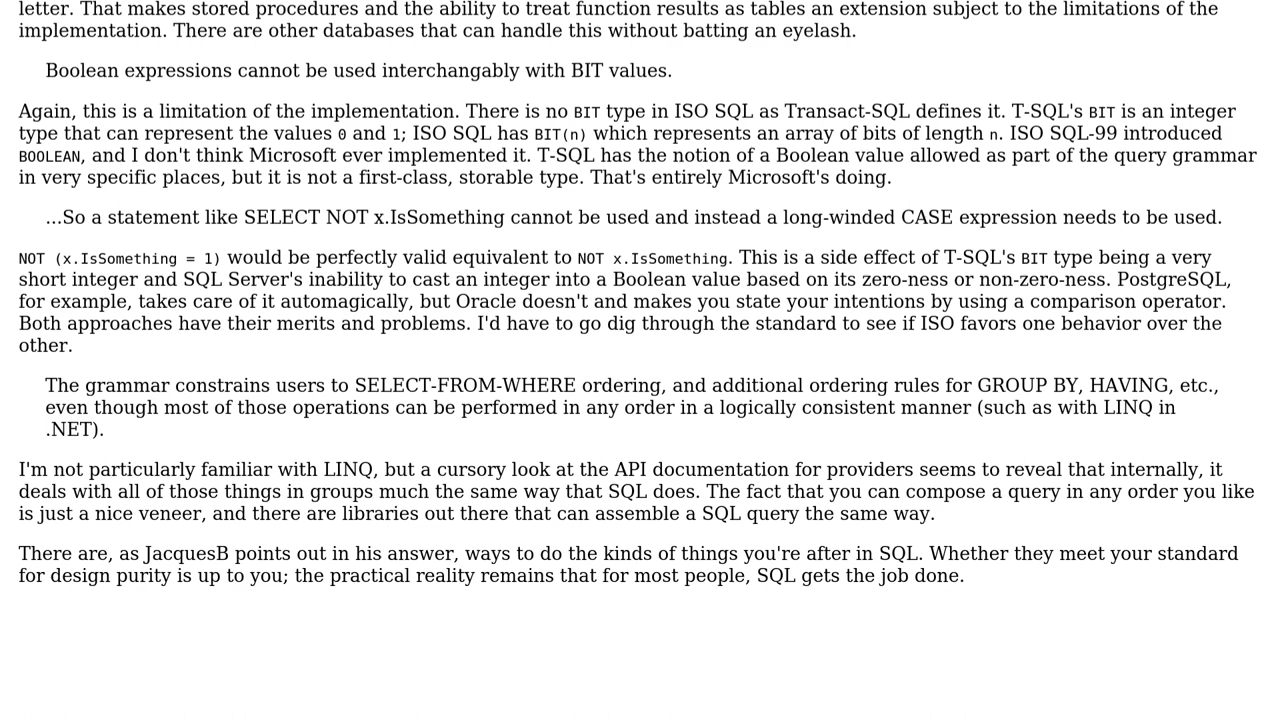 letter. That makes stored procedures and the ability to treat function results as tables an extension subject to the limitations of the
implementation. There are other databases that can handle this without batting an eyelash.
Boolean expressions cannot be used interchangably with BIT values.
Again, this is a limitation of the implementation. There is no BIT type in ISO SQL as Transact-SQL defines it. T-SQL's BIT is an integer
type that can represent the values 0 and 1; ISO SQL has BIT(n) which represents an array of bits of length n. ISO SQL-99 introduced
BOOLEAN, and I don't think Microsoft ever implemented it. T-SQL has the notion of a Boolean value allowed as part of the query grammar
in very specific places, but it is not a first-class, storable type. That's entirely Microsoft's doing.
...So a statement like SELECT NOT x.IsSomething cannot be used and instead a long-winded CASE expression needs to be used.
NOT (x.IsSomething = 1) would be perfectly valid equivalent to NOT x.IsSomething. This is a side effect of T-SQL's BIT type being a very
short integer and SQL Server's inability to cast an integer into a Boolean value based on its zero-ness or non-zero-ness. PostgreSQL,
for example, takes care of it automagically, but Oracle doesn't and makes you state your intentions by using a comparison operator.
Both approaches have their merits and problems. I'd have to go dig through the standard to see if ISO favors one behavior over the
other.
The grammar constrains users to SELECT-FROM-WHERE ordering, and additional ordering rules for GROUP BY, HAVING, etc.,
even though most of those operations can be performed in any order in a logically consistent manner (such as with LINQ in
.NET).
I'm not particularly familiar with LINQ, but a cursory look at the API documentation for providers seems to reveal that internally, it
deals with all of those things in groups much the same way that SQL does. The fact that you can compose a query in any order you like
is just a nice veneer, and there are libraries out there that can assemble a SQL query the same way.
There are, as JacquesB points out in his answer, ways to do the kinds of things you're after in SQL. Whether they meet your standard
for design purity is up to you; the practical reality remains that for most people, SQL gets the job done.